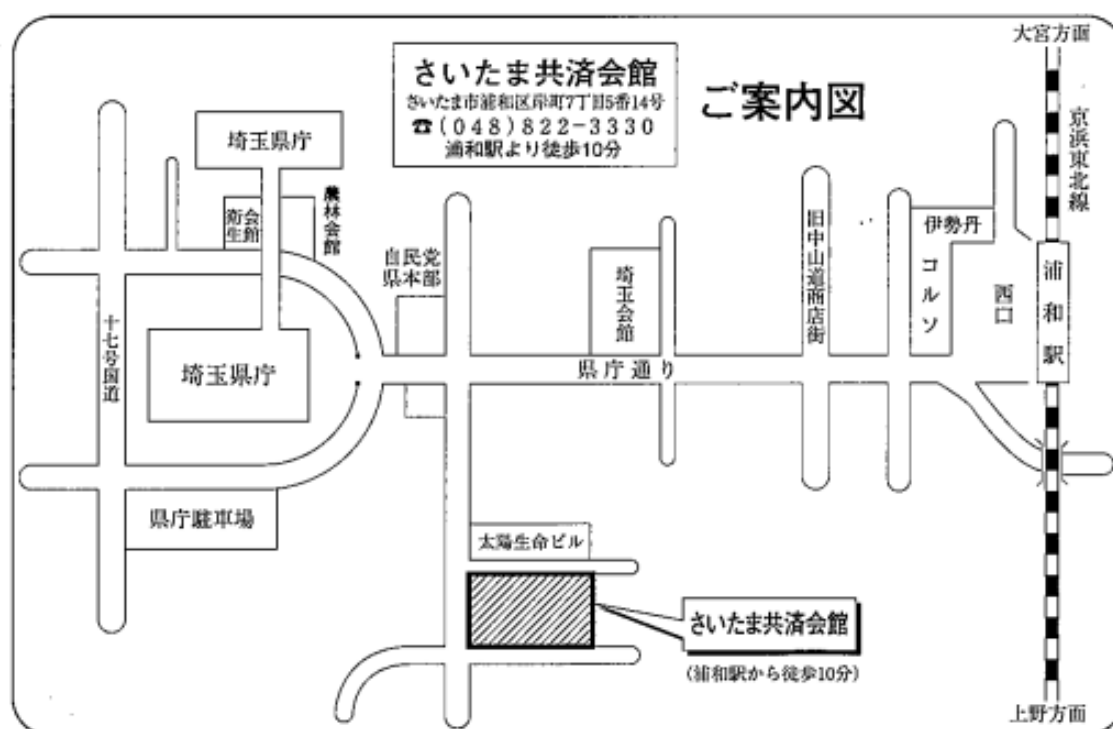 さいたま共済会館
さいたま市浦和区岸町7丁目5番14号
☎(048)822-3330
浦和駅より徒歩10分
ご案内図
大宮方面
京浜東北線
埼玉県庁
衛生会館
農林会館
自民党
県本部
埼玉会館
旧中山道商店街
伊勢丹
コルソ
西口
浦和駅
十七号国道
埼玉県庁
県庁通り
県庁駐車場
太陽生命ビル
さいたま共済会館
(浦和駅から徒歩10分)
上野方面